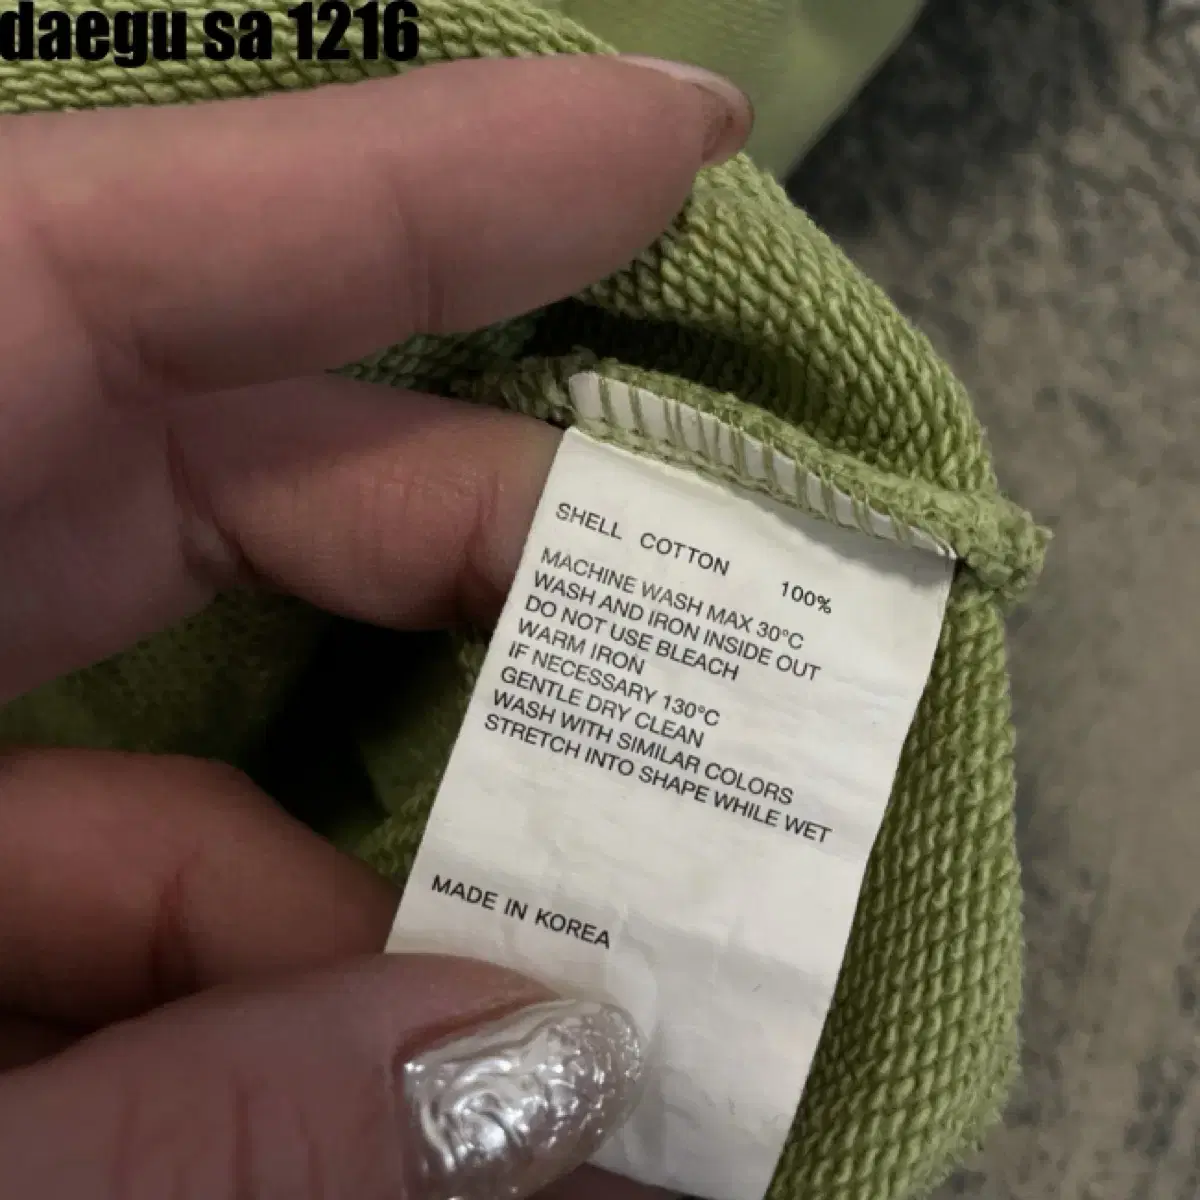 daegu sa 1216
SHELL COTTON 100%
MACHINE WASH MAX 30°C
WASH AND IRON INSIDE OUT
DO NOT USE BLEACH
WARM IRON
IF NECESSARY 130°C
GENTLE DRY CLEAN
WASH WITH SIMILAR COLORS
STRETCH INTO SHAPE WHILE WET
MADE IN KOREA